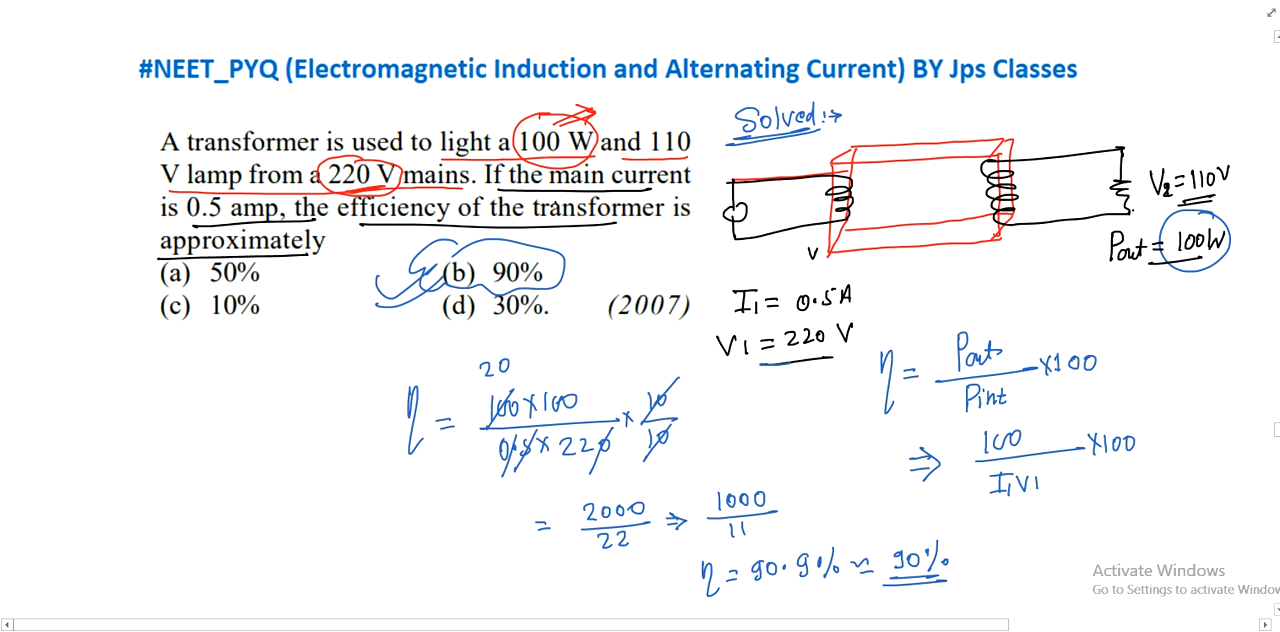 #NEET_PYQ (Electromagnetic Induction and Alternating Current) BY Jps Classes
A transformer is used to light a 100 W and 110
V lamp from a 220 V mains. If the main current
is 0.5 amp, the efficiency of the transformer is
approximately
(a) 50% (b) 90%
(c) 10% (d) 30%. (2007)
Solved :→
V₂ = 110V
Pout = 100W
V
I₁ = 0.5A
V1 = 220 V
η = Pout / Pint × 100
⇒ 100 / I₁V1 × 100
20
η = 100 × 100 / 0.5 × 220 × 10 / 10
= 2000 / 22 ⇒ 1000 / 11
η = 90.9% ≈ 90%
Activate Windows
Go to Settings to activate Window